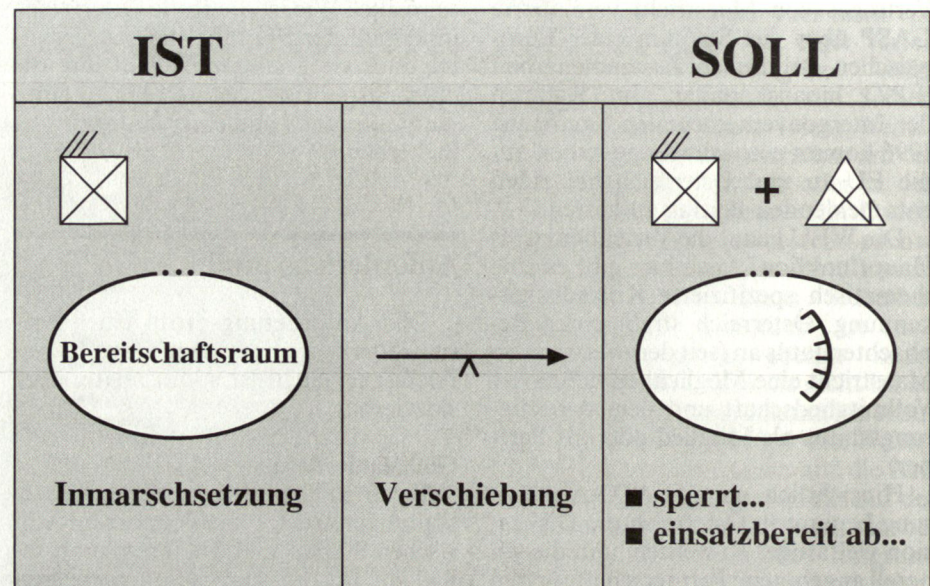 IST
SOLL
+
Bereitschaftsraum
Inmarschsetzung
Verschiebung
■ sperrt...
■ einsatzbereit ab...